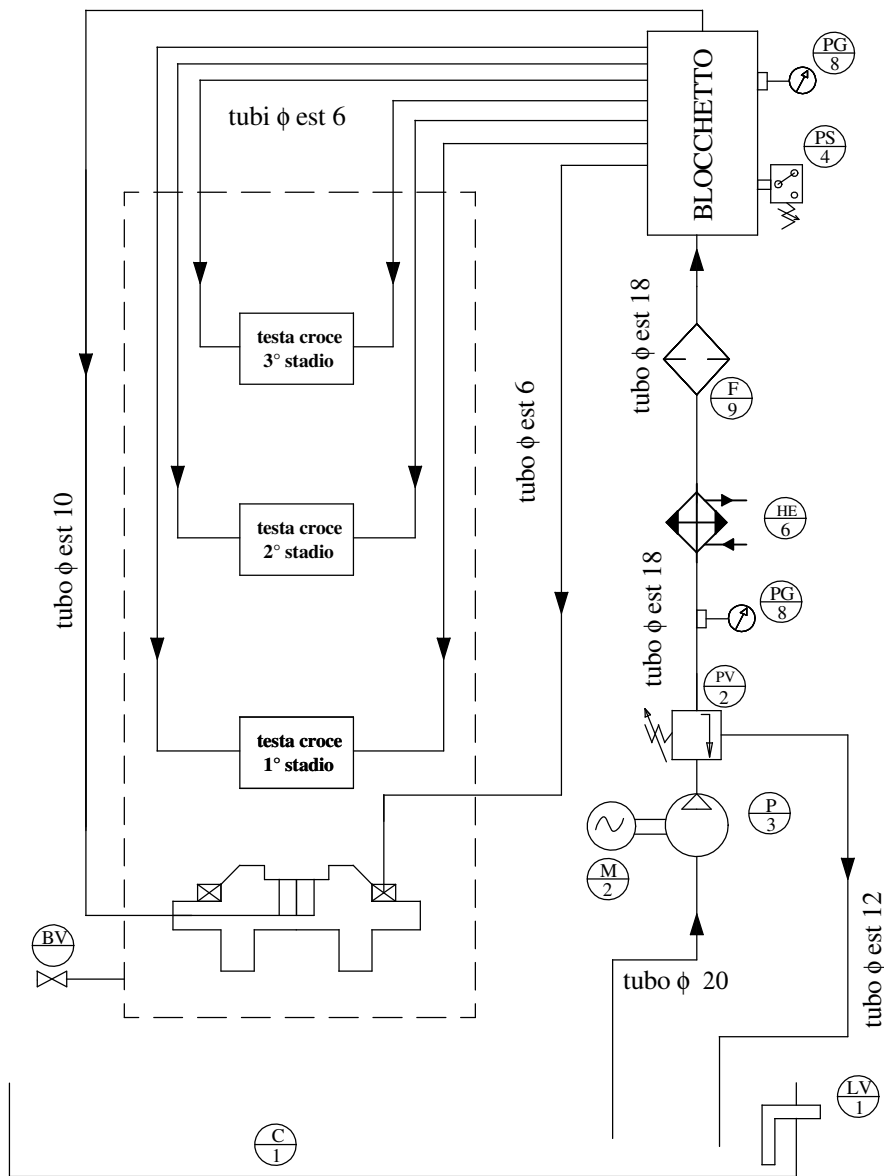 PG
8
BLOCCHETTO
tubi ϕ est 6
PS
4
tubo ϕ est 18
testa croce
3° stadio
F
9
tubo ϕ est 6
tubo ϕ est 10
testa croce
2° stadio
HE
6
tubo ϕ est 18
PG
8
PV
2
testa croce
1° stadio
P
3
M
2
BV
tubo ϕ 20
tubo ϕ est 12
LV
1
C
1